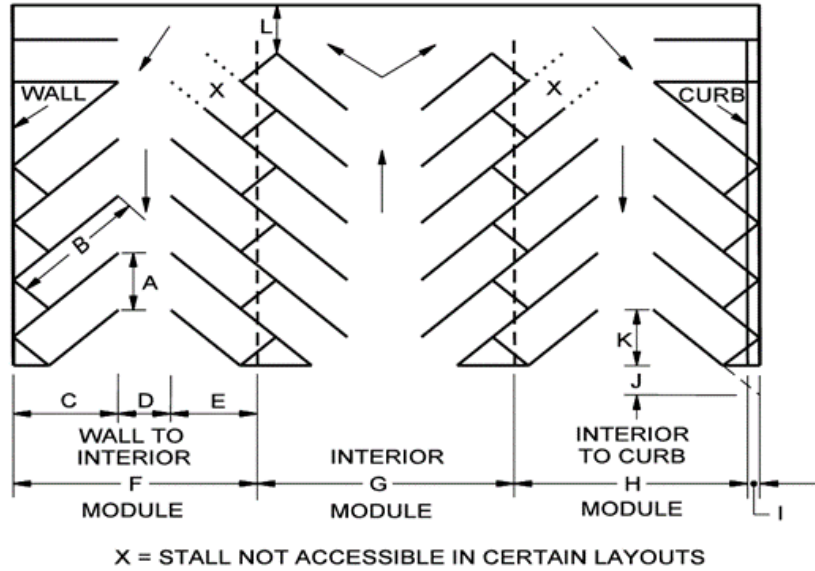 L
WALL
X
X
CURB
B
A
K
J
C
D
E
WALL TO
INTERIOR
F
MODULE
INTERIOR
G
MODULE
INTERIOR
TO CURB
H
MODULE
I
X = STALL NOT ACCESSIBLE IN CERTAIN LAYOUTS